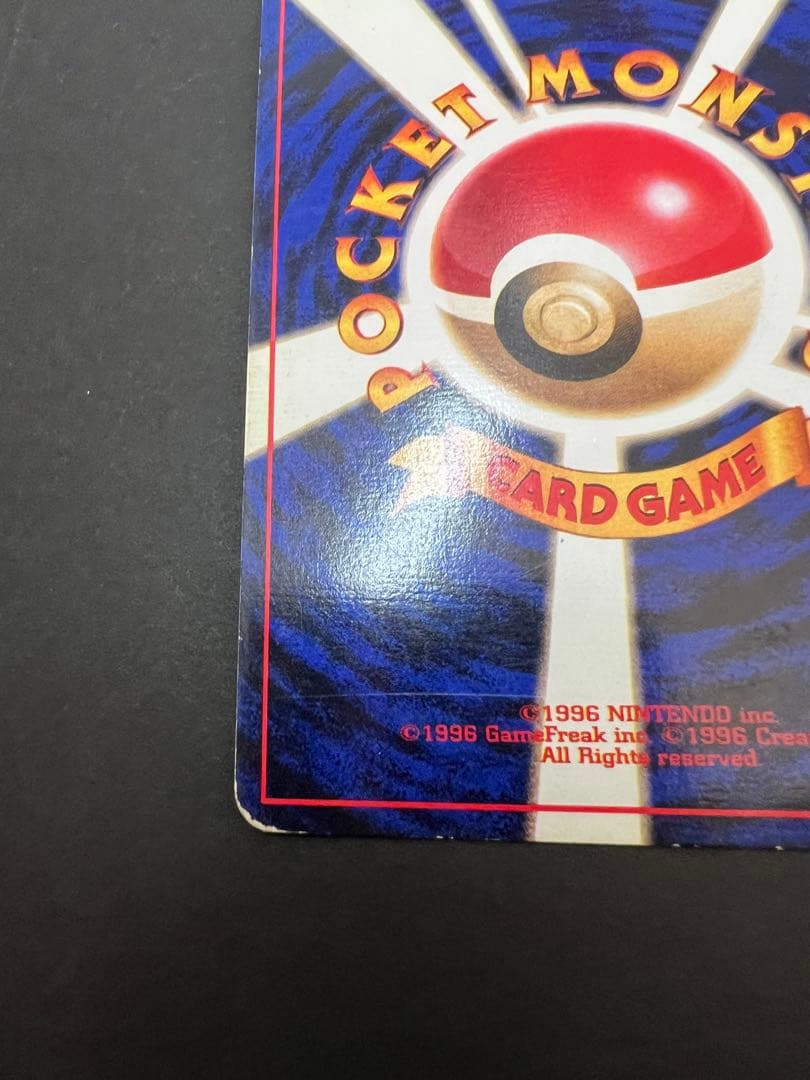 POCKET MONS
CARD GAME
©1996 NINTENDO inc.
©1996 GameFreak inc. ©1996 Crea
All Rights reserved.